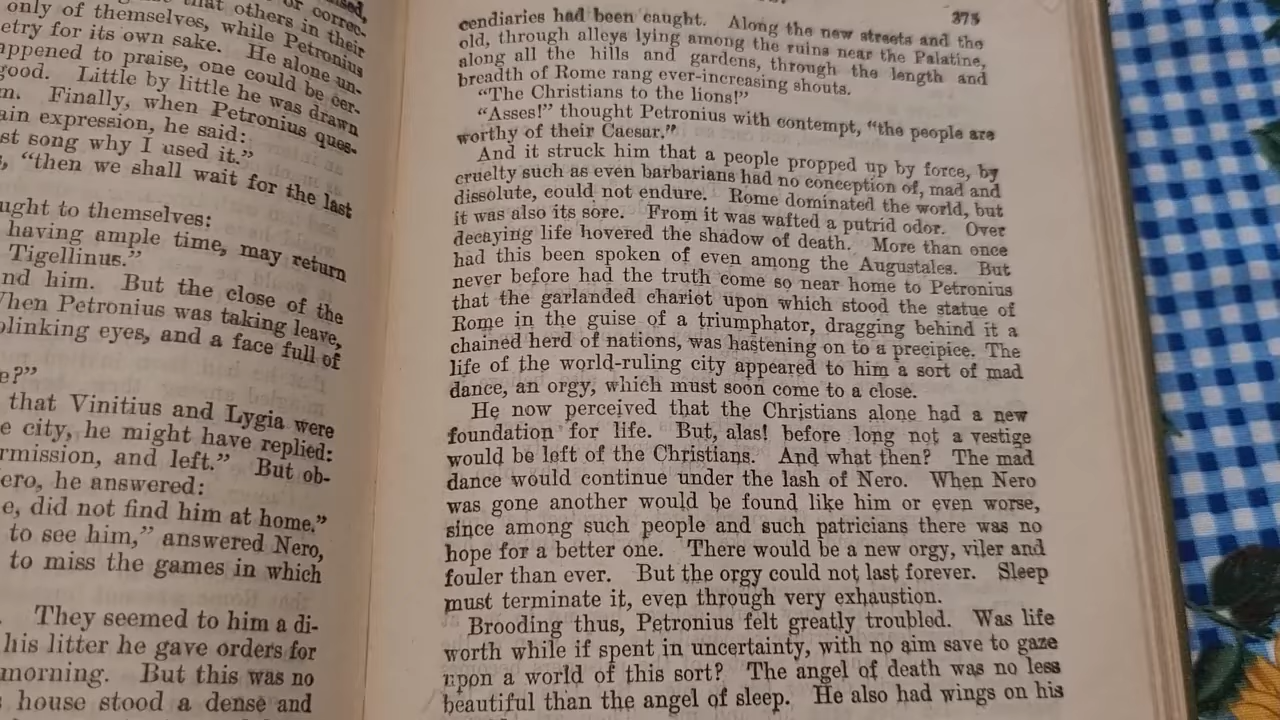 or correc-
that others in their
only of themselves, while Petronius
etry for its own sake. He alone un-
appened to praise, one could be cer-
good. Little by little he was drawn
m. Finally, when Petronius ques-
ain expression, he said:
st song why I used it.”
s, “then we shall wait for the last
ught to themselves:
having ample time, may return
Tigellinus.”
nd him. But the close of the
When Petronius was taking leave,
blinking eyes, and a face full of
e?”
that Vinitius and Lygia were
e city, he might have replied:
rmission, and left.” But ob-
ero, he answered:
e, did not find him at home.”
to see him,” answered Nero,
to miss the games in which
They seemed to him a di-
his litter he gave orders for
morning. But this was no
house stood a dense and
375
cendiaries had been caught. Along the new streets and the
old, through alleys lying among the ruins near the Palatine,
along all the hills and gardens, through the length and
breadth of Rome rang ever-increasing shouts.
“The Christians to the lions!”
“Asses!” thought Petronius with contempt, “the people are
worthy of their Caesar.”
And it struck him that a people propped up by force, by
cruelty such as even barbarians had no conception of, mad and
dissolute, could not endure. Rome dominated the world, but
it was also its sore. From it was wafted a putrid odor. Over
decaying life hovered the shadow of death. More than once
had this been spoken of even among the Augustales. But
never before had the truth come so near home to Petronius
that the garlanded chariot upon which stood the statue of
Rome in the guise of a triumphator, dragging behind it a
chained herd of nations, was hastening on to a precipice. The
life of the world-ruling city appeared to him a sort of mad
dance, an orgy, which must soon come to a close.
He now perceived that the Christians alone had a new
foundation for life. But, alas! before long not a vestige
would be left of the Christians. And what then? The mad
dance would continue under the lash of Nero. When Nero
was gone another would be found like him or even worse,
since among such people and such patricians there was no
hope for a better one. There would be a new orgy, viler and
fouler than ever. But the orgy could not last forever. Sleep
must terminate it, even through very exhaustion.
Brooding thus, Petronius felt greatly troubled. Was life
worth while if spent in uncertainty, with no aim save to gaze
upon a world of this sort? The angel of death was no less
beautiful than the angel of sleep. He also had wings on his